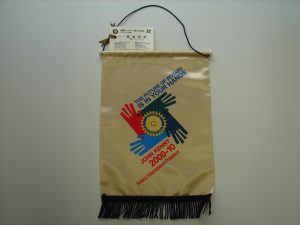 THE FUTURE OF ROTARY
IS IN YOUR HANDS
JOHN KENNY
2009-10
Rotary International President